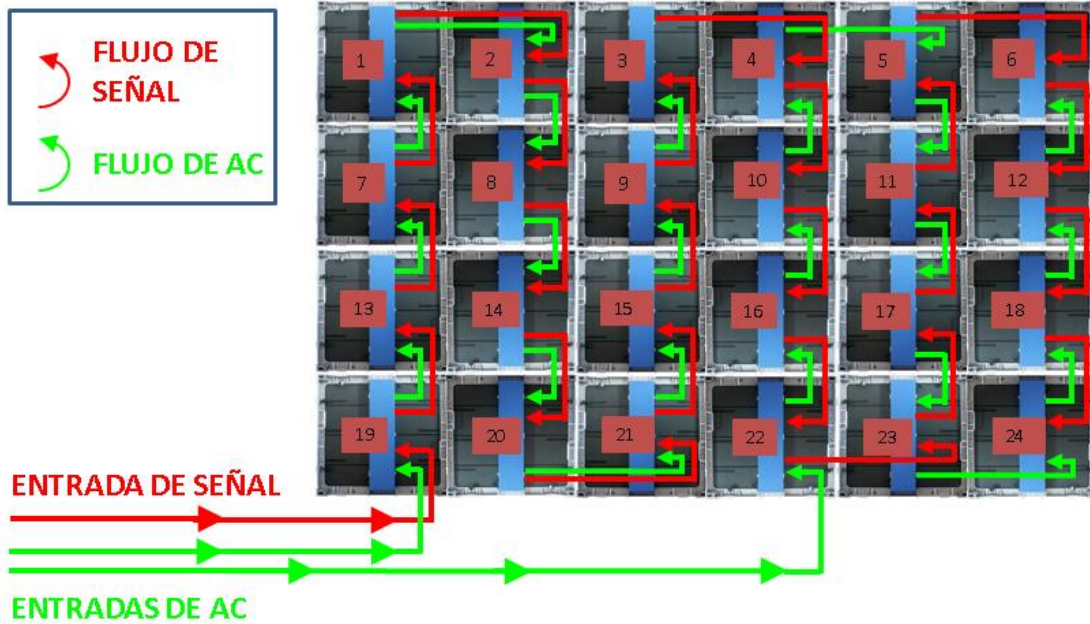 FLUJO DE
SEÑAL
FLUJO DE AC
1 2 3 4 5 6
7 8 9 10 11 12
13 14 15 16 17 18
19 20 21 22 23 24
ENTRADA DE SEÑAL
ENTRADAS DE AC